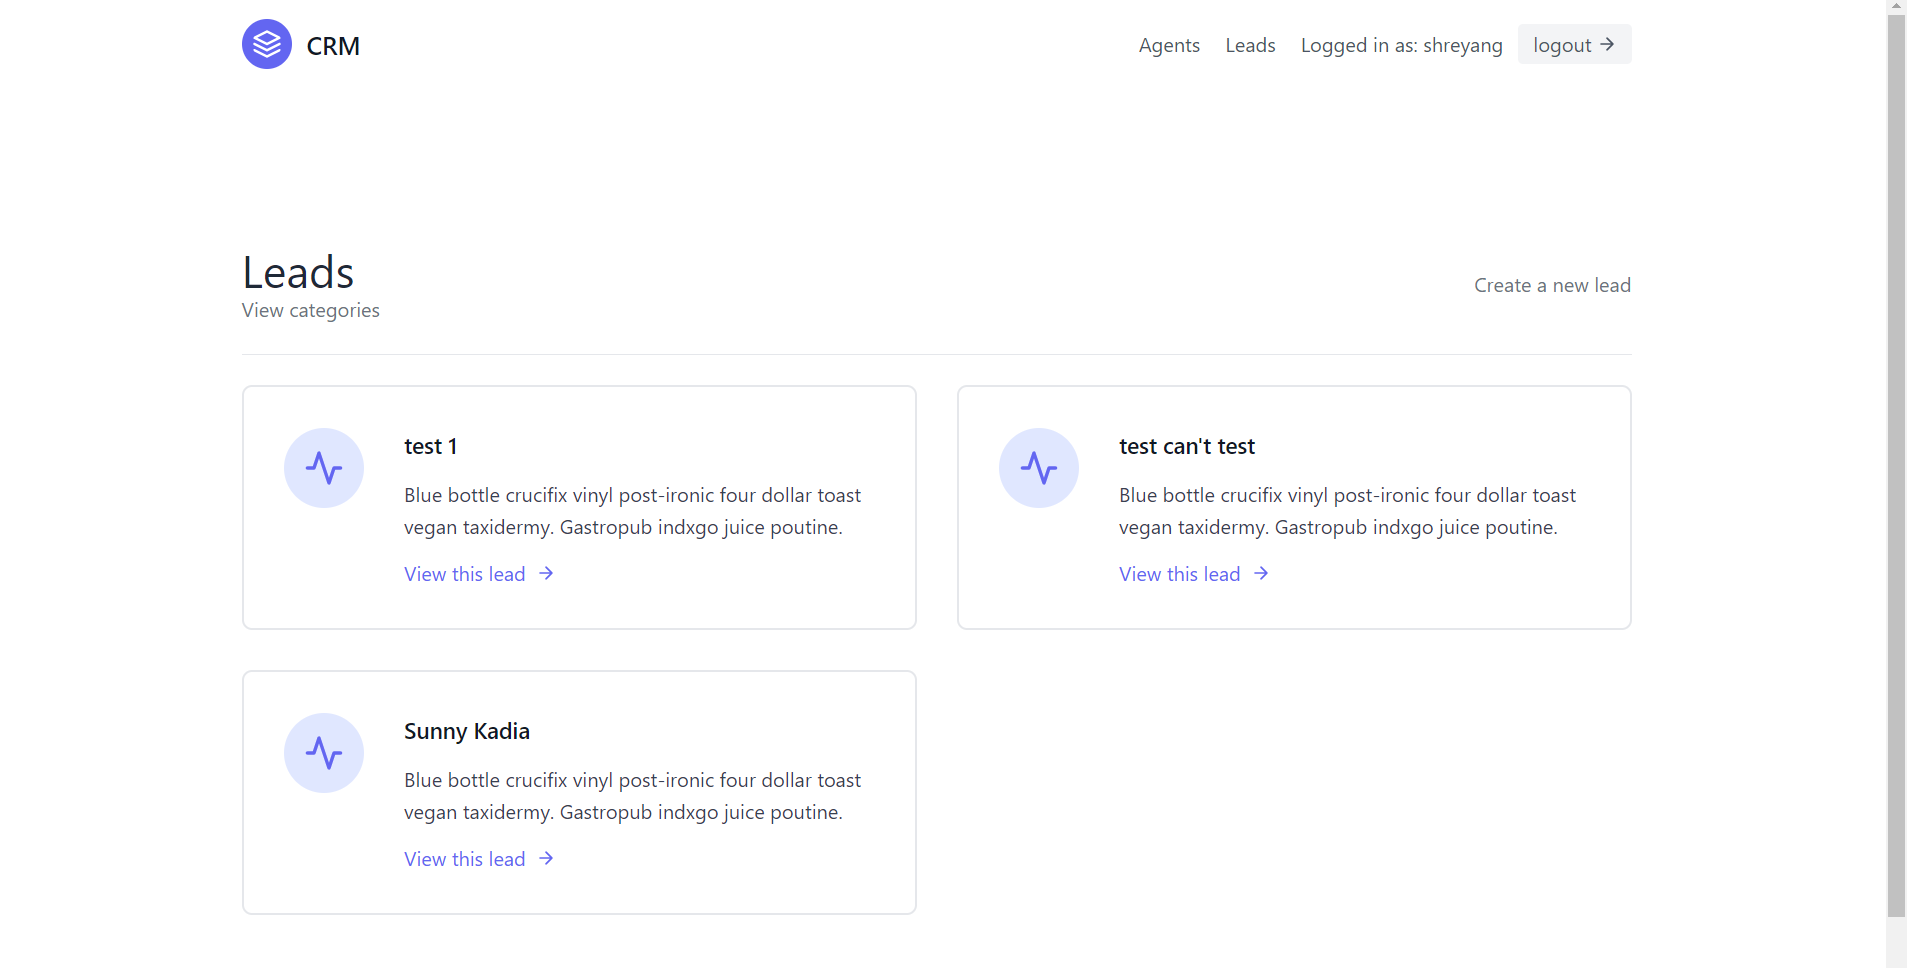 CRM
Agents
Leads
Logged in as: shreyang
logout
Leads
View categories
Create a new lead
test 1
Blue bottle crucifix vinyl post-ironic four dollar toast
vegan taxidermy. Gastropub indxgo juice poutine.
View this lead
test can't test
Blue bottle crucifix vinyl post-ironic four dollar toast
vegan taxidermy. Gastropub indxgo juice poutine.
View this lead
Sunny Kadia
Blue bottle crucifix vinyl post-ironic four dollar toast
vegan taxidermy. Gastropub indxgo juice poutine.
View this lead